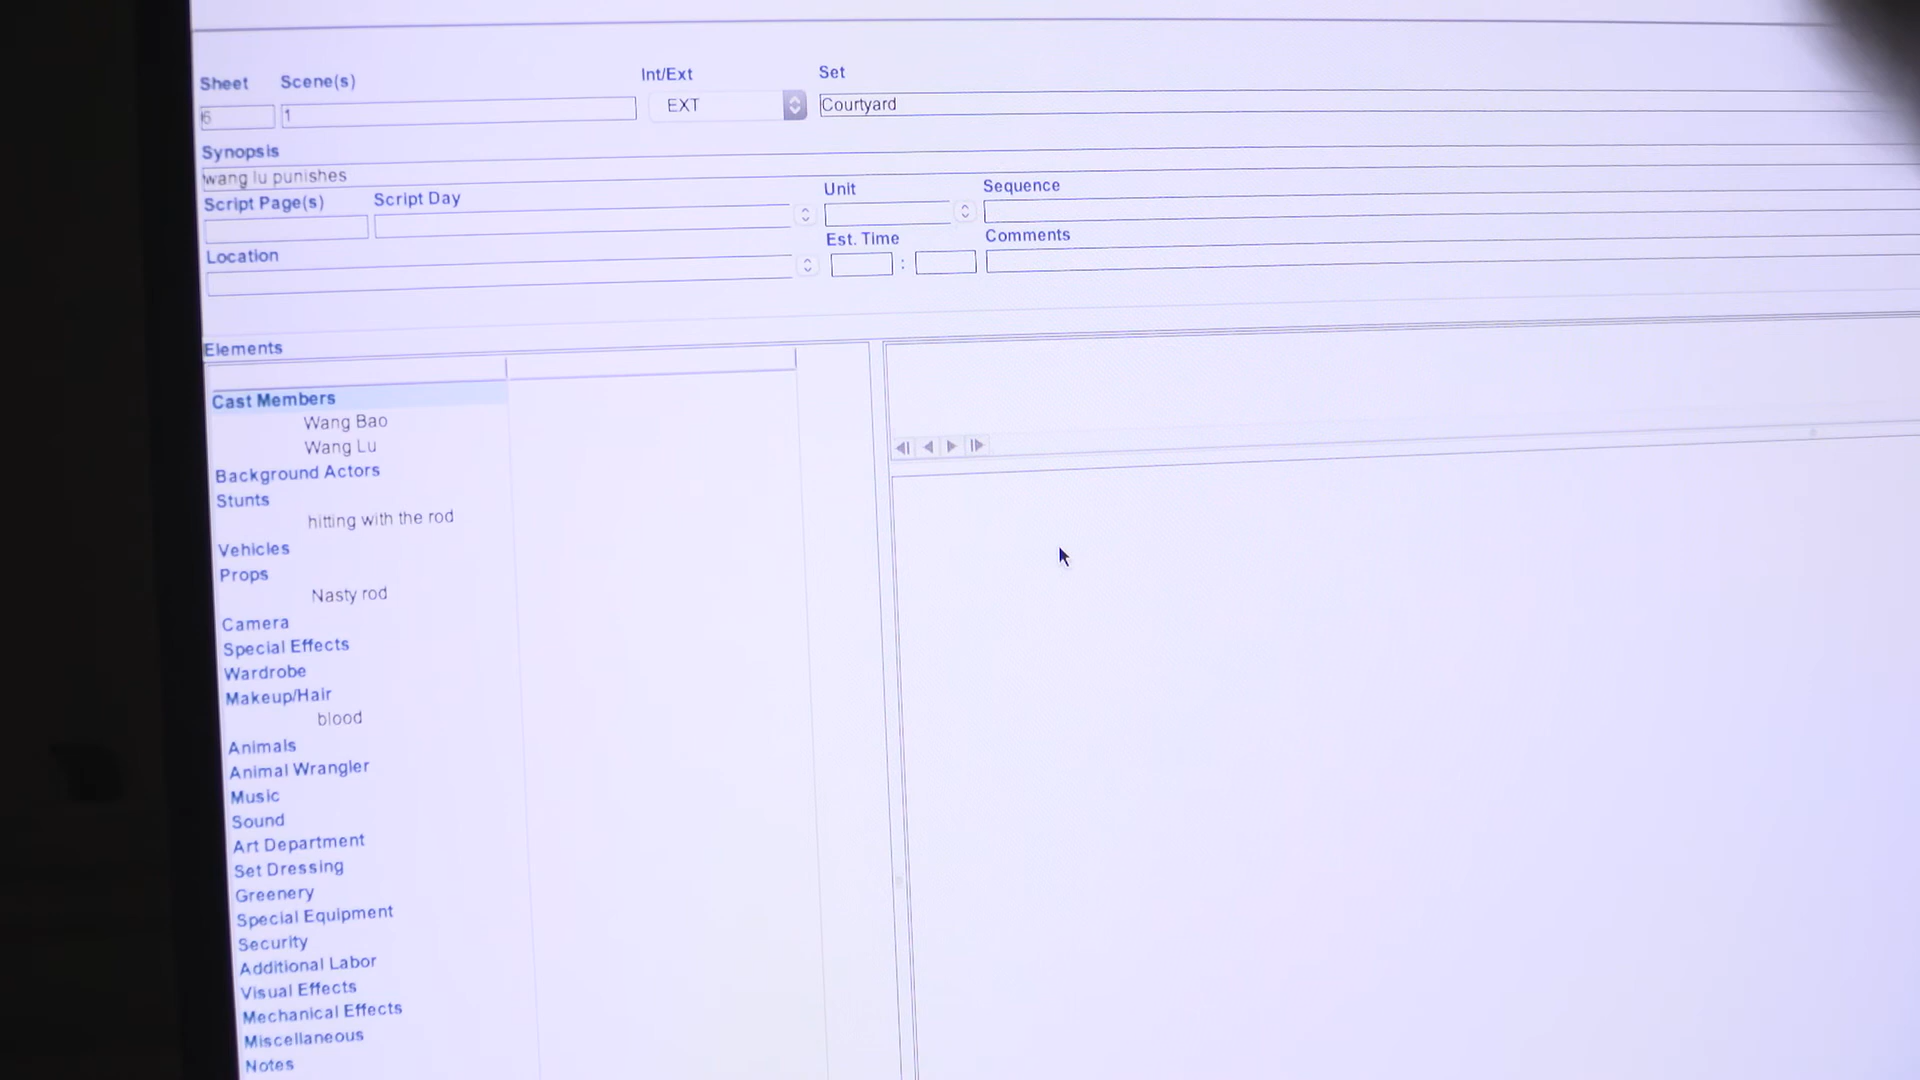 Sheet Scene(s) Int/Ext Set
6 1 EXT Courtyard
Synopsis
wang lu punishes
Script Page(s) Script Day Unit Sequence
Location Est. Time Comments
:
Elements
Cast Members
Wang Bao
Wang Lu
Background Actors
Stunts
hitting with the rod
Vehicles
Props
Nasty rod
Camera
Special Effects
Wardrobe
Makeup/Hair
blood
Animals
Animal Wrangler
Music
Sound
Art Department
Set Dressing
Greenery
Special Equipment
Security
Additional Labor
Visual Effects
Mechanical Effects
Miscellaneous
Notes